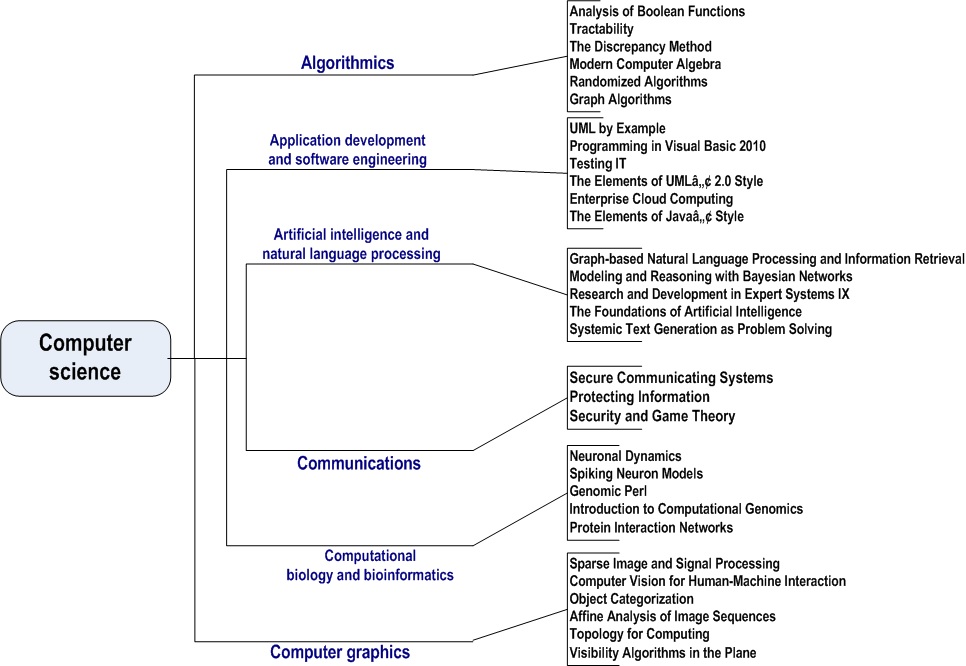 Computer
science
Algorithmics
Analysis of Boolean Functions
Tractability
The Discrepancy Method
Modern Computer Algebra
Randomized Algorithms
Graph Algorithms
Application development
and software engineering
UML by Example
Programming in Visual Basic 2010
Testing IT
The Elements of UMLâ„¢ 2.0 Style
Enterprise Cloud Computing
The Elements of Javaâ„¢ Style
Artificial intelligence and
natural language processing
Graph-based Natural Language Processing and Information Retrieval
Modeling and Reasoning with Bayesian Networks
Research and Development in Expert Systems IX
The Foundations of Artificial Intelligence
Systemic Text Generation as Problem Solving
Communications
Secure Communicating Systems
Protecting Information
Security and Game Theory
Computational
biology and bioinformatics
Neuronal Dynamics
Spiking Neuron Models
Genomic Perl
Introduction to Computational Genomics
Protein Interaction Networks
Computer graphics
Sparse Image and Signal Processing
Computer Vision for Human-Machine Interaction
Object Categorization
Affine Analysis of Image Sequences
Topology for Computing
Visibility Algorithms in the Plane